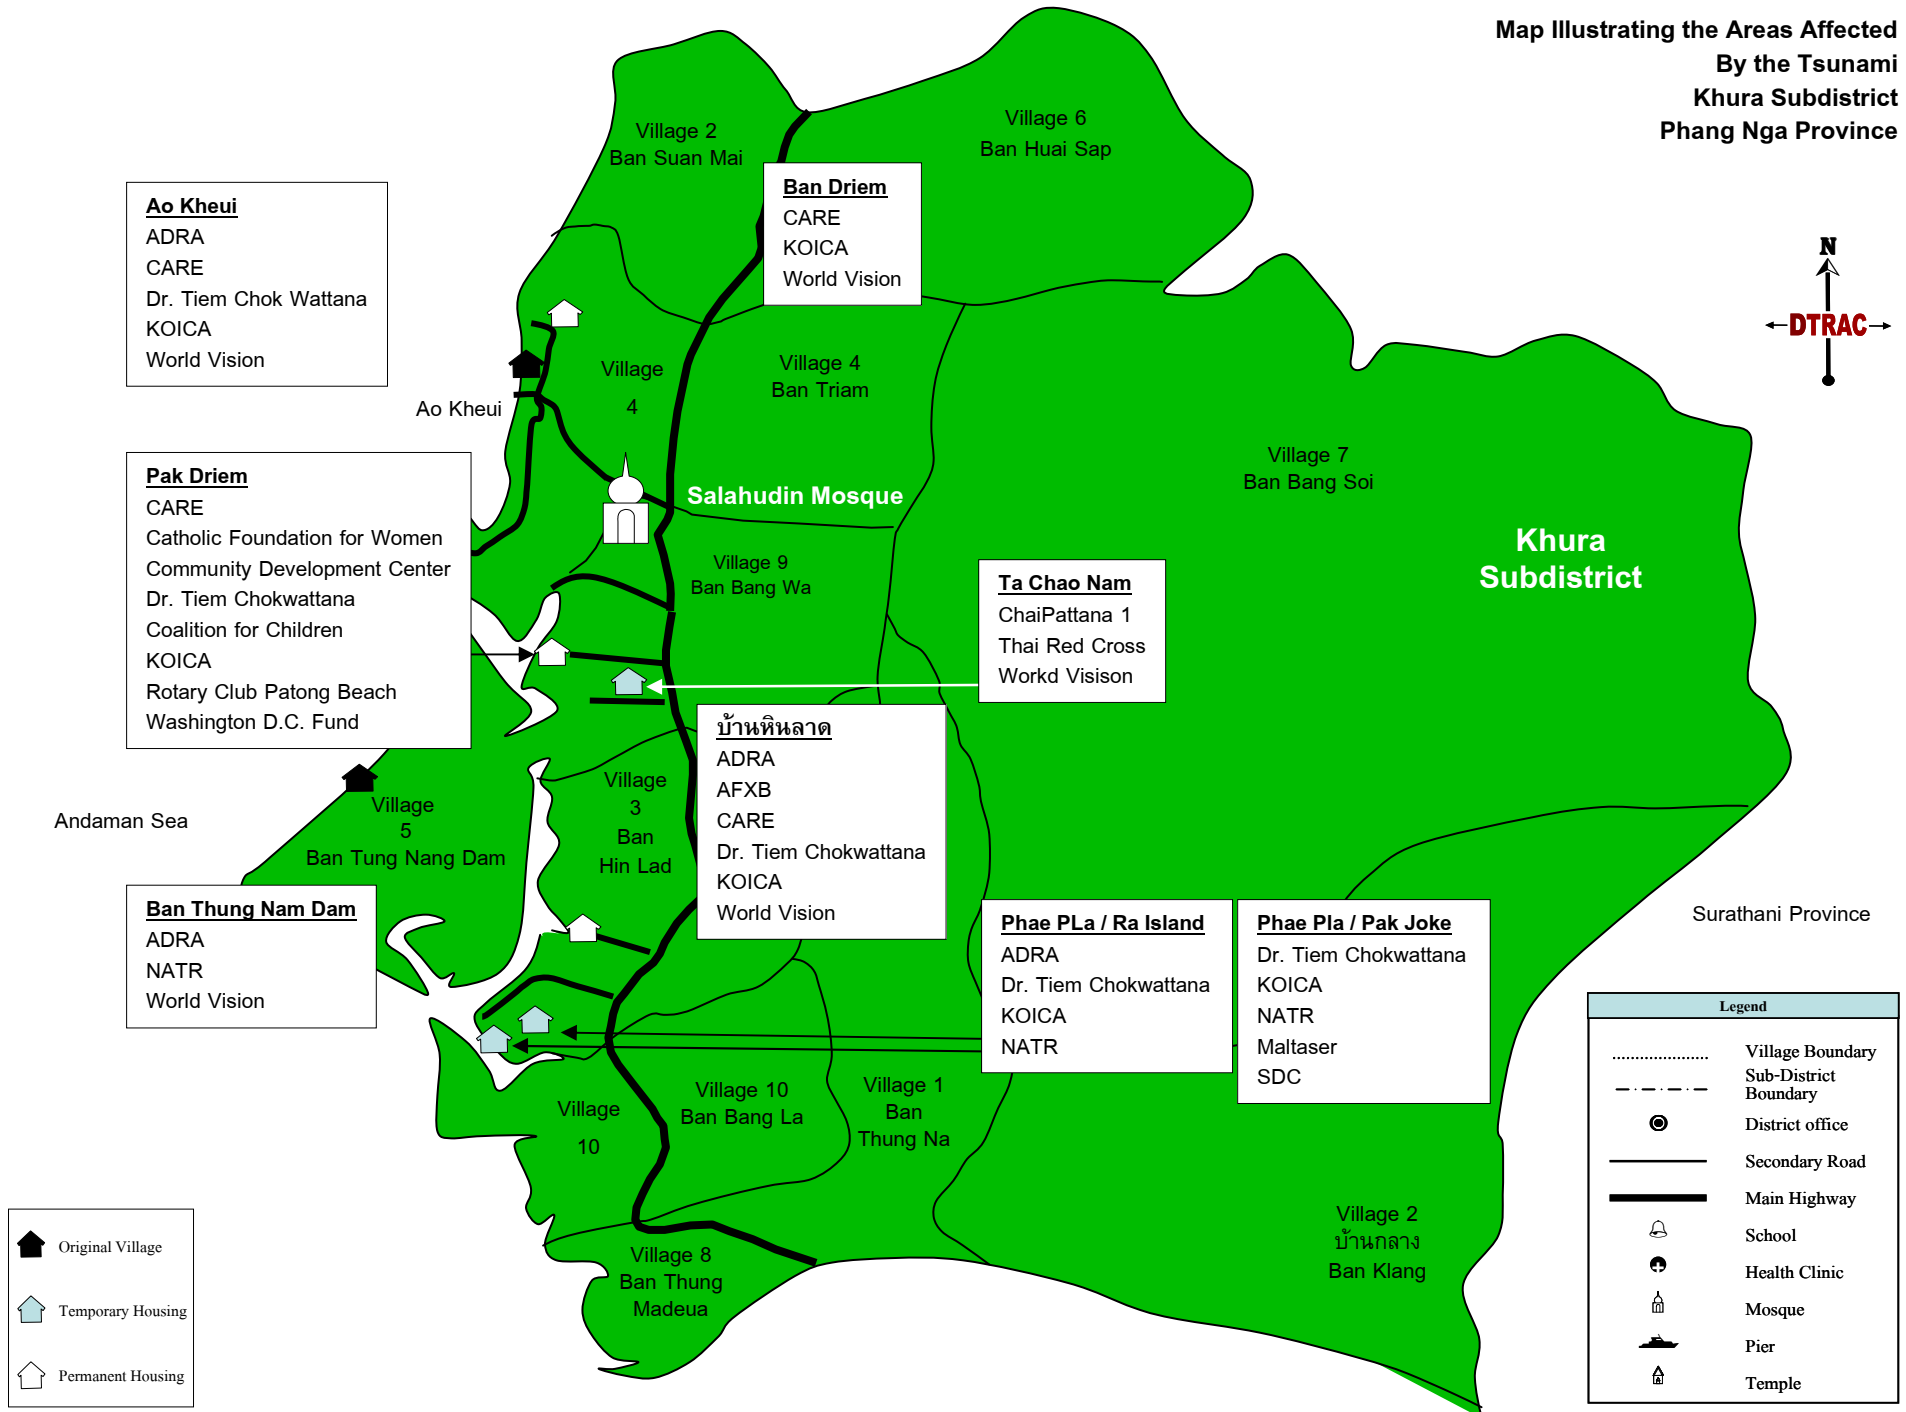 Map Illustrating the Areas Affected
By the Tsunami
Khura Subdistrict
Phang Nga Province
Village 2
Ban Suan Mai
Village 6
Ban Huai Sap
Ban Driem
CARE
KOICA
World Vision
Ao Kheui
ADRA
CARE
Dr. Tiem Chok Wattana
KOICA
World Vision
N
DTRAC
Village
4
Village 4
Ban Triam
Ao Kheui
Village 7
Ban Bang Soi
Pak Driem
CARE
Catholic Foundation for Women
Community Development Center
Dr. Tiem Chokwattana
Coalition for Children
KOICA
Rotary Club Patong Beach
Washington D.C. Fund
Salahudin Mosque
Khura
Subdistrict
Village 9
Ban Bang Wa
Ta Chao Nam
ChaiPattana 1
Thai Red Cross
Workd Visison
บ้านหินลาด
ADRA
AFXB
CARE
Dr. Tiem Chokwattana
KOICA
World Vision
Village
3
Ban
Hin Lad
Andaman Sea
Village
5
Ban Tung Nang Dam
Ban Thung Nam Dam
ADRA
NATR
World Vision
Phae PLa / Ra Island
ADRA
Dr. Tiem Chokwattana
KOICA
NATR
Phae Pla / Pak Joke
Dr. Tiem Chokwattana
KOICA
NATR
Maltaser
SDC
Surathani Province
Village 10
Ban Bang La
Village 1
Ban
Thung Na
Village
10
Village 2
บ้านกลาง
Ban Klang
Village 8
Ban Thung
Madeua
Legend
Village Boundary
Sub-District
Boundary
District office
Secondary Road
Main Highway
School
Health Clinic
Mosque
Pier
Temple
Original Village
Temporary Housing
Permanent Housing